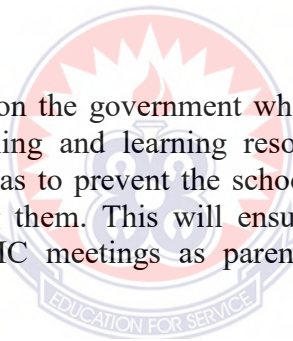 on the government wh
ing and learning reso
as to prevent the schoo
them. This will ensu
IC meetings as paren
EDUCATION FOR SERVICE